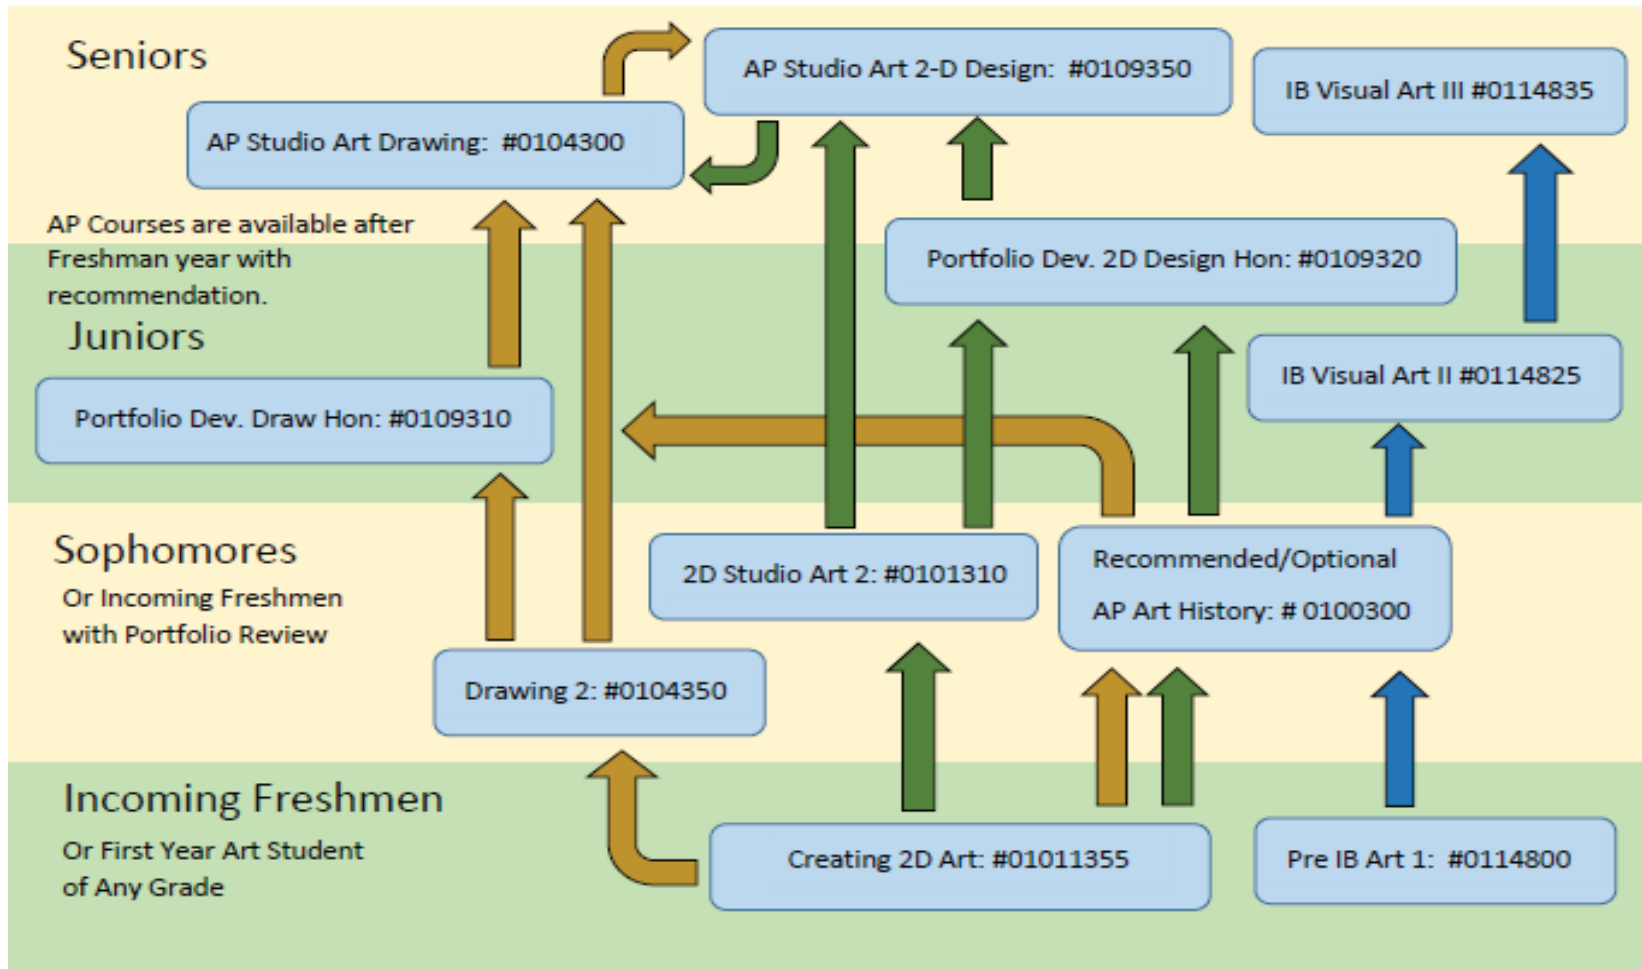 Seniors
AP Studio Art 2-D Design:  #0109350
IB Visual Art III #0114835
AP Studio Art Drawing:  #0104300
AP Courses are available after
Freshman year with
recommendation.
Portfolio Dev. 2D Design Hon: #0109320
Juniors
IB Visual Art II #0114825
Portfolio Dev. Draw Hon: #0109310
Sophomores
Or Incoming Freshmen
with Portfolio Review
2D Studio Art 2: #0101310
Recommended/Optional
AP Art History: # 0100300
Drawing 2: #0104350
Incoming Freshmen
Or First Year Art Student
of Any Grade
Creating 2D Art: #01011355
Pre IB Art 1:  #0114800